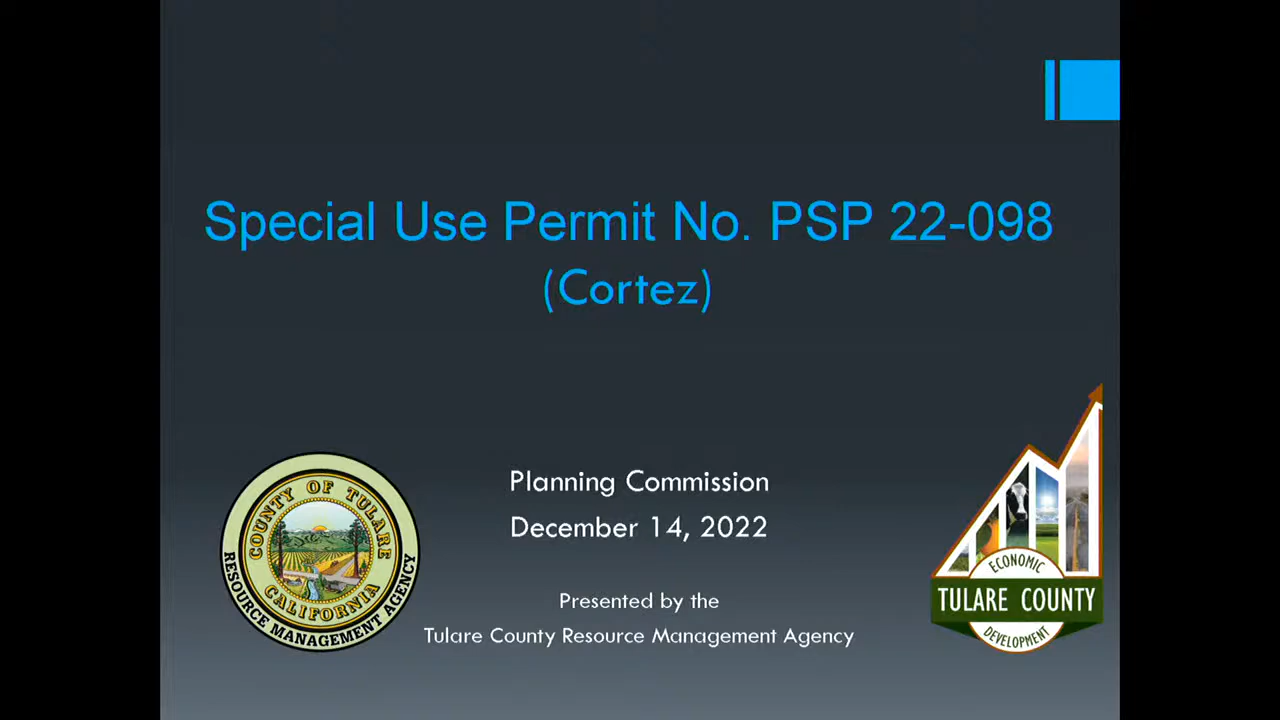 Special Use Permit No. PSP 22-098
(Cortez)
Planning Commission
December 14, 2022
Presented by the
Tulare County Resource Management Agency
COUNTY OF TULARE
CALIFORNIA
RESOURCE MANAGEMENT AGENCY
ECONOMIC
TULARE COUNTY
DEVELOPMENT